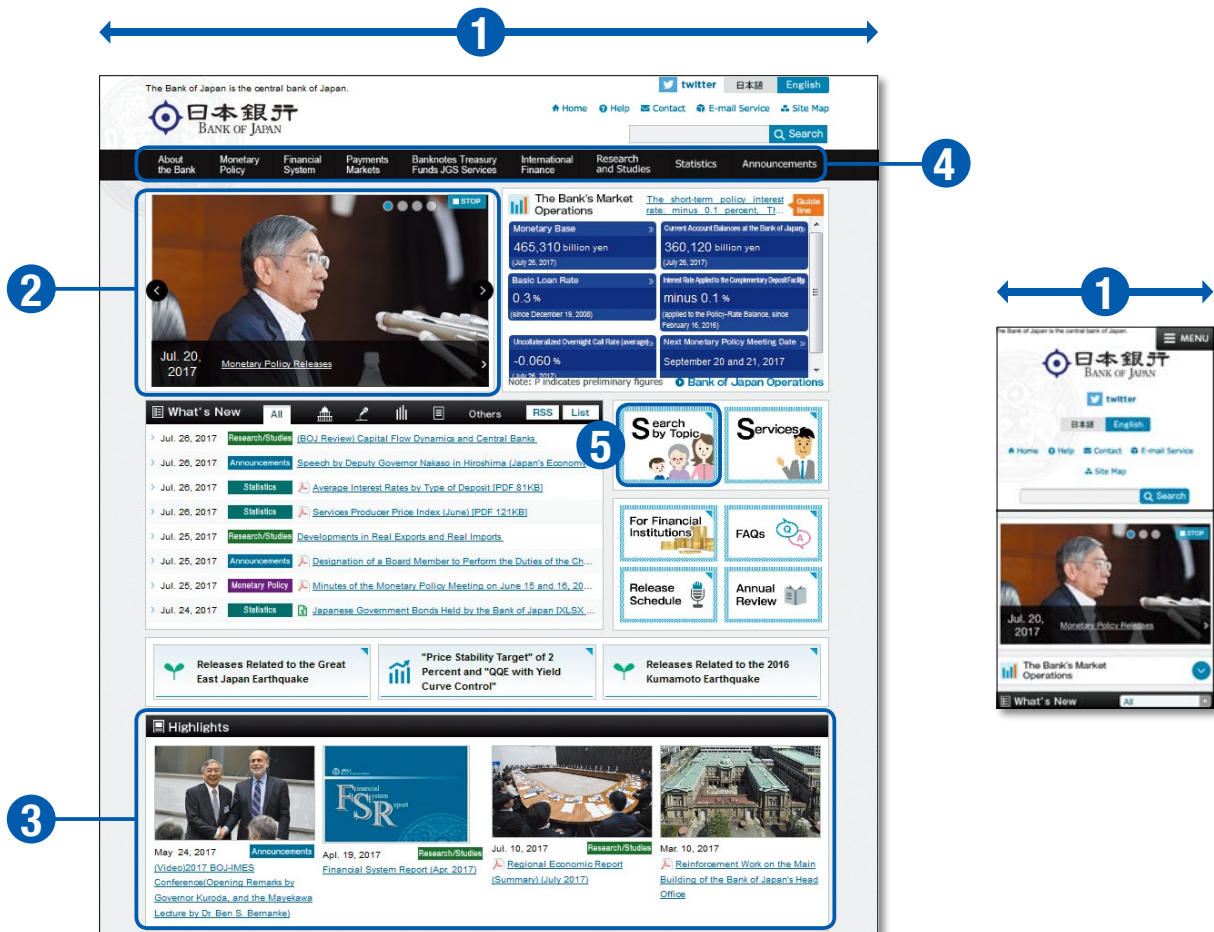 1
The Bank of Japan is the central bank of Japan.
twitter 日本語 English
日本銀行
BANK OF JAPAN
Home Help Contact E-mail Service Site Map
Search
About the Bank
Monetary Policy
Financial System
Payments Markets
Banknotes Treasury Funds JGS Services
International Finance
Research and Studies
Statistics
Announcements
4
2
STOP
Jul. 20, 2017
Monetary Policy Releases
The Bank's Market Operations
The short-term policy interest
rate: minus 0.1 percent, Th...
Guide line
Monetary Base
465,310 billion yen
(July 26, 2017)
Current Account Balances at the Bank of Japan
360,120 billion yen
(July 26, 2017)
Basic Loan Rate
0.3 %
(since December 19, 2008)
Interest Rate Applied to the Complementary Deposit Facility
minus 0.1 %
(applied to the Policy-Rate Balance, since
February 16, 2016)
Uncollateralized Overnight Call Rate (average)
-0.060 %
(July 26, 2017)
Next Monetary Policy Meeting Date
September 20 and 21, 2017
Note: P indicates preliminary figures
Bank of Japan Operations
What's New All Others RSS List
Jul. 26, 2017 Research/Studies (BOJ Review) Capital Flow Dynamics and Central Banks
Jul. 26, 2017 Announcements Speech by Deputy Governor Nakaso in Hiroshima (Japan's Economy
Jul. 26, 2017 Statistics Average Interest Rates by Type of Deposit [PDF 81KB]
Jul. 26, 2017 Statistics Services Producer Price Index (June) [PDF 121KB]
Jul. 25, 2017 Research/Studies Developments in Real Exports and Real Imports
Jul. 25, 2017 Announcements Designation of a Board Member to Perform the Duties of the Ch...
Jul. 25, 2017 Monetary Policy Minutes of the Monetary Policy Meeting on June 15 and 16, 20...
Jul. 24, 2017 Statistics Japanese Government Bonds Held by the Bank of Japan [XLSX ...
5
Search by Topic
Services
For Financial Institutions
FAQs
Q
A
Release Schedule
Annual Review
Releases Related to the Great
East Japan Earthquake
"Price Stability Target" of 2
Percent and "QQE with Yield
Curve Control"
Releases Related to the 2016
Kumamoto Earthquake
3
Highlights
May 24, 2017 Announcements
(Video)2017 BOJ-IMES
Conference(Opening Remarks by
Governor Kuroda, and the Mayekawa
Lecture by Dr. Ben S. Bernanke)
Financial
System
Report
FSR
Apl. 19, 2017 Research/Studies
Financial System Report (Apr. 2017)
Jul. 10, 2017 Research/Studies
Regional Economic Report
(Summary) (July 2017)
Mar. 10, 2017
Reinforcement Work on the Main
Building of the Bank of Japan's Head
Office
1
The Bank of Japan is the central bank of Japan.
MENU
日本銀行
BANK OF JAPAN
twitter
日本語 English
Home Help Contact E-mail Service
Site Map
Search
STOP
Jul. 20, 2017
Monetary Policy Releases
The Bank's Market
Operations
What's New All